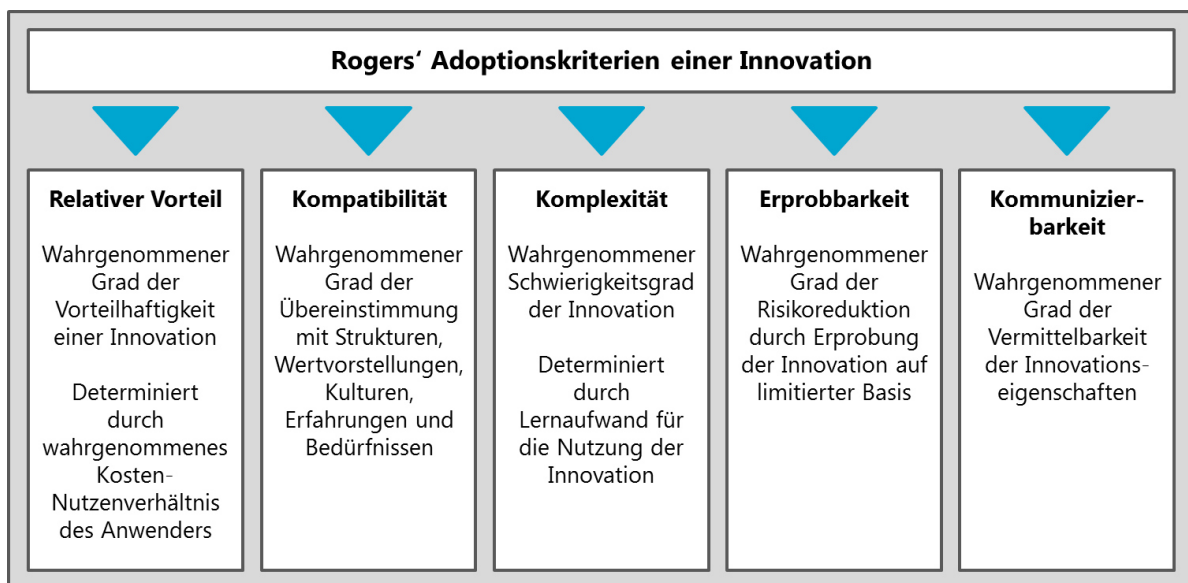 Rogers‘ Adoptionskriterien einer Innovation
Relativer Vorteil
Wahrgenommener
Grad der
Vorteilhaftigkeit
einer Innovation
Determiniert
durch
wahrgenommenes
Kosten-
Nutzenverhältnis
des Anwenders
Kompatibilität
Wahrgenommener
Grad der
Übereinstimmung
mit Strukturen,
Wertvorstellungen,
Kulturen,
Erfahrungen und
Bedürfnissen
Komplexität
Wahrgenommener
Schwierigkeitsgrad
der Innovation
Determiniert
durch
Lernaufwand für
die Nutzung der
Innovation
Erprobbarkeit
Wahrgenommener
Grad der
Risikoreduktion
durch Erprobung
der Innovation auf
limitierter Basis
Kommunizier-
barkeit
Wahrgenommener
Grad der
Vermittelbarkeit
der Innovations-
eigenschaften